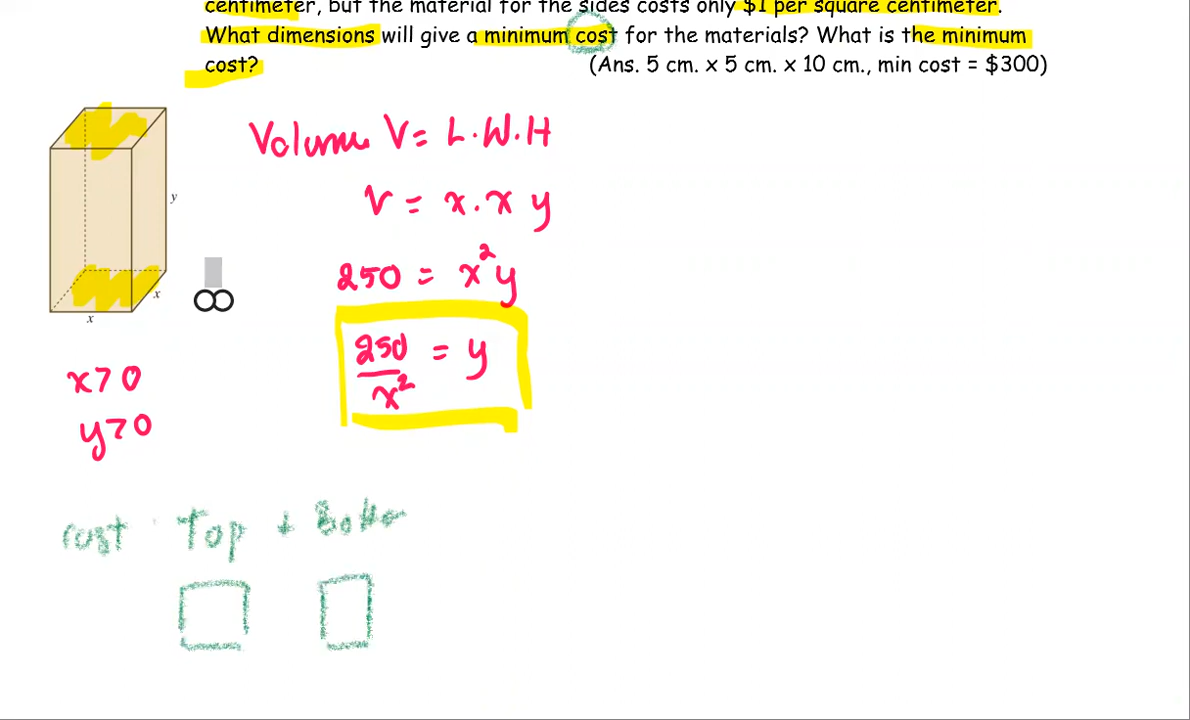 centimeter, but the material for the sides costs only $1 per square centimeter.
What dimensions will give a minimum cost for the materials? What is the minimum
cost? (Ans. 5 cm. x 5 cm. x 10 cm., min cost = $300)
Volume V = L.W.H
V = x.x y
y
250 = x²y
x
x
250/x² = y
x>0
y>0
cost Top + Bottom